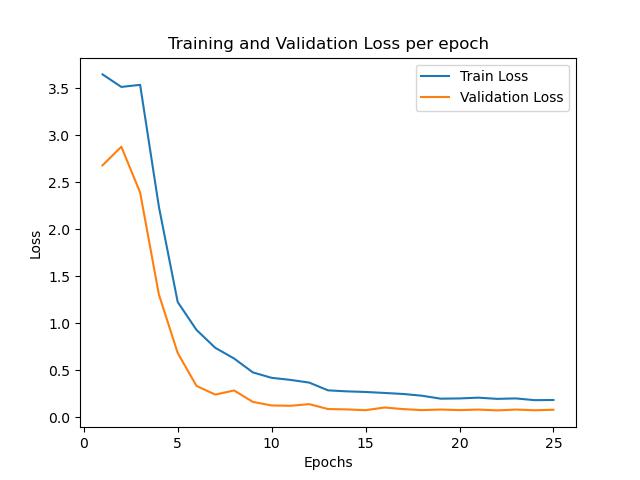 Training and Validation Loss per epoch
Train Loss
Validation Loss
3.5
3.0
2.5
2.0
1.5
1.0
0.5
0.0
Loss
0 5 10 15 20 25
Epochs